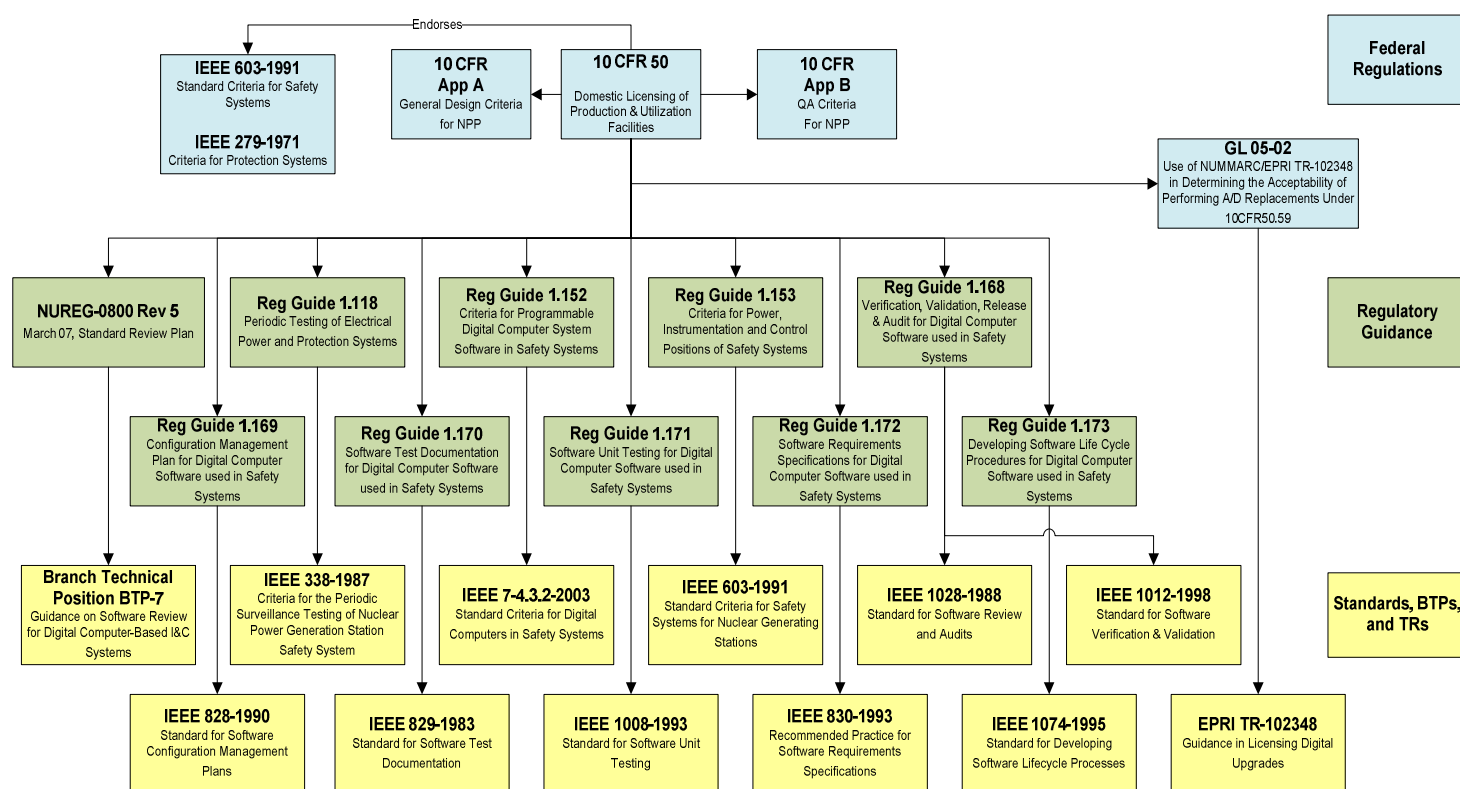 Endorses
IEEE 603-1991
Standard Criteria for Safety
Systems
IEEE 279-1971
Criteria for Protection Systems
10 CFR
App A
General Design Criteria
for NPP
10 CFR 50
Domestic Licensing of
Production & Utilization
Facilities
10 CFR
App B
QA Criteria
For NPP
Federal
Regulations
GL 05-02
Use of NUMMARC/EPRI TR-102348
in Determining the Acceptability of
Performing A/D Replacements Under
10CFR50.59
NUREG-0800 Rev 5
March 07, Standard Review Plan
Reg Guide 1.118
Periodic Testing of Electrical
Power and Protection Systems
Reg Guide 1.152
Criteria for Programmable
Digital Computer System
Software in Safety Systems
Reg Guide 1.153
Criteria for Power,
Instrumentation and Control
Positions of Safety Systems
Reg Guide 1.168
Verification, Validation, Release
& Audit for Digital Computer
Software used in Safety
Systems
Regulatory
Guidance
Reg Guide 1.169
Configuration Management
Plan for Digital Computer
Software used in Safety
Systems
Reg Guide 1.170
Software Test Documentation
for Digital Computer Software
used in Safety Systems
Reg Guide 1.171
Software Unit Testing for Digital
Computer Software used in
Safety Systems
Reg Guide 1.172
Software Requirements
Specifications for Digital
Computer Software used in
Safety Systems
Reg Guide 1.173
Developing Software Life Cycle
Procedures for Digital Computer
Software used in Safety
Systems
Branch Technical
Position BTP-7
Guidance on Software Review
for Digital Computer-Based I&C
Systems
IEEE 338-1987
Criteria for the Periodic
Surveillance Testing of Nuclear
Power Generation Station
Safety System
IEEE 7-4.3.2-2003
Standard Criteria for Digital
Computers in Safety Systems
IEEE 603-1991
Standard Criteria for Safety
Systems for Nuclear Generating
Stations
IEEE 1028-1988
Standard for Software Review
and Audits
IEEE 1012-1998
Standard for Software
Verification & Validation
Standards, BTPs,
and TRs
IEEE 828-1990
Standard for Software
Configuration Management
Plans
IEEE 829-1983
Standard for Software Test
Documentation
IEEE 1008-1993
Standard for Software Unit
Testing
IEEE 830-1993
Recommended Practice for
Software Requirements
Specifications
IEEE 1074-1995
Standard for Developing
Software Lifecycle Processes
EPRI TR-102348
Guidance in Licensing Digital
Upgrades